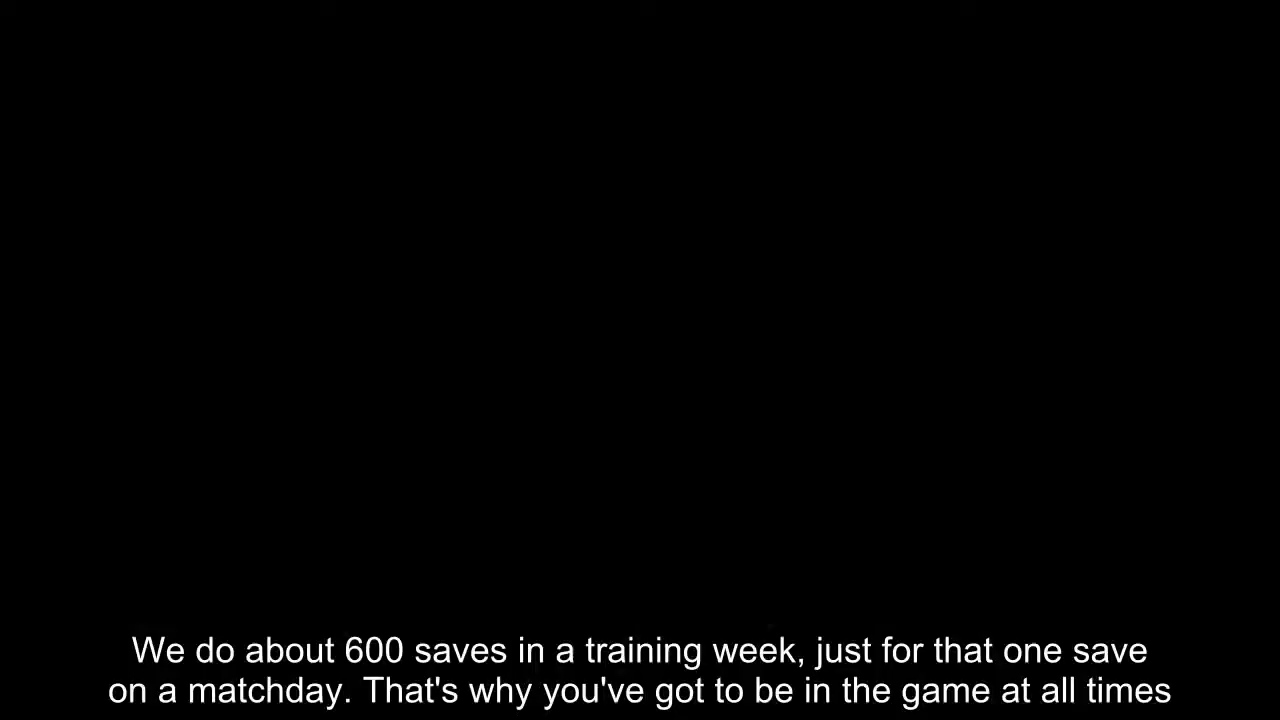 We do about 600 saves in a training week, just for that one save
on a matchday. That's why you've got to be in the game at all times